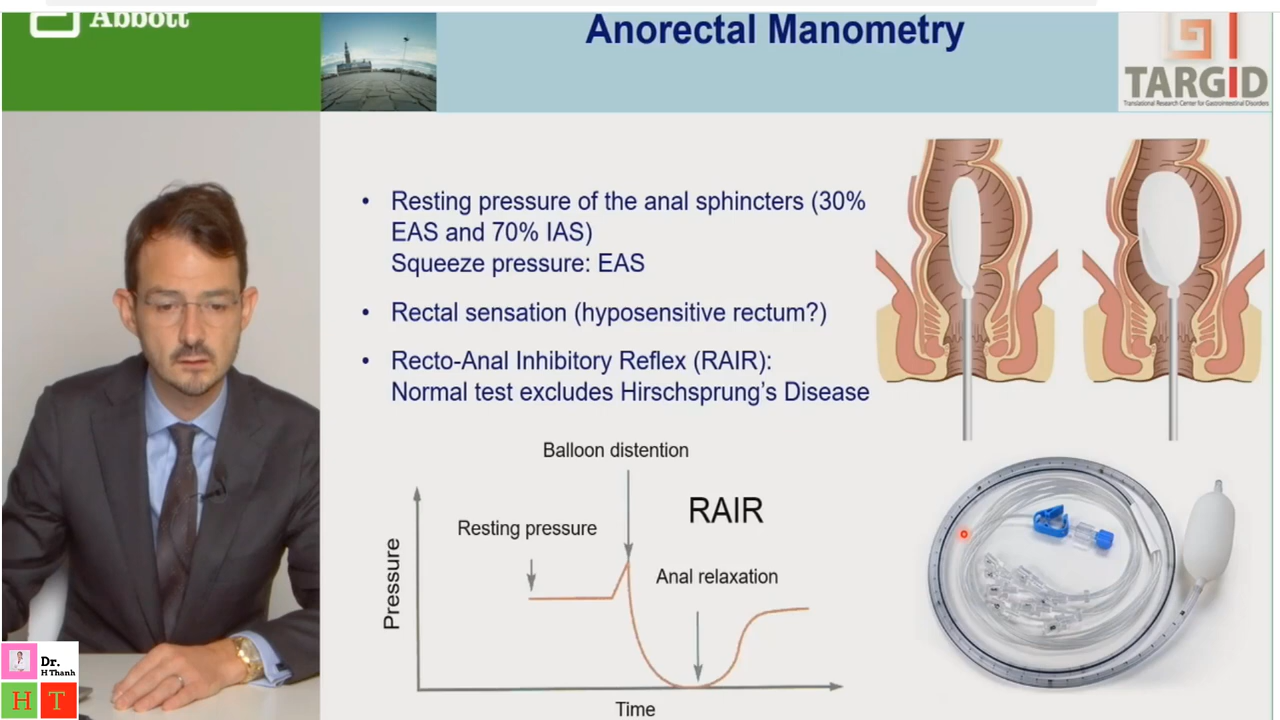 Abbott
Anorectal Manometry
TARGID
Translational Research Center for Gastrointestinal Disorders
• Resting pressure of the anal sphincters (30%
EAS and 70% IAS)
Squeeze pressure: EAS
• Rectal sensation (hyposensitive rectum?)
• Recto-Anal Inhibitory Reflex (RAIR):
Normal test excludes Hirschsprung's Disease
Balloon distention
RAIR
Resting pressure
Anal relaxation
Pressure
Time
Dr.
H Thanh
H T